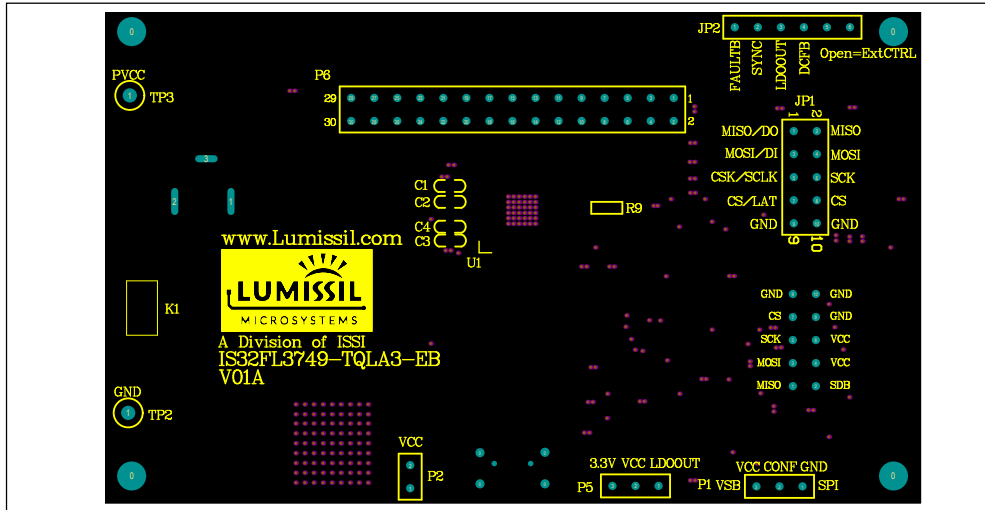 JP2
FAULTB
SYNC
LDOOUT
DCFB
Open=ExtCTRL
PVCC
TP3
P6
29
1
30
2
JP1
1 2
MISO/DO MISO
MOSI/DI MOSI
CSK/SCLK SCK
CS/LAT CS
GND GND
9 10
3
2
1
C1
C2
C4
C3
U1
R9
www.Lumissil.com
LUMISSIL
MICROSYSTEMS
A Division of ISSI
IS32FL3749-TQLA3-EB
V01A
K1
GND GND
CS GND
SCK VCC
MOSI VCC
MISO SDB
GND
TP2
VCC
P2
3.3V VCC LDOOUT
P5
VCC CONF GND
P1 VSB SPI